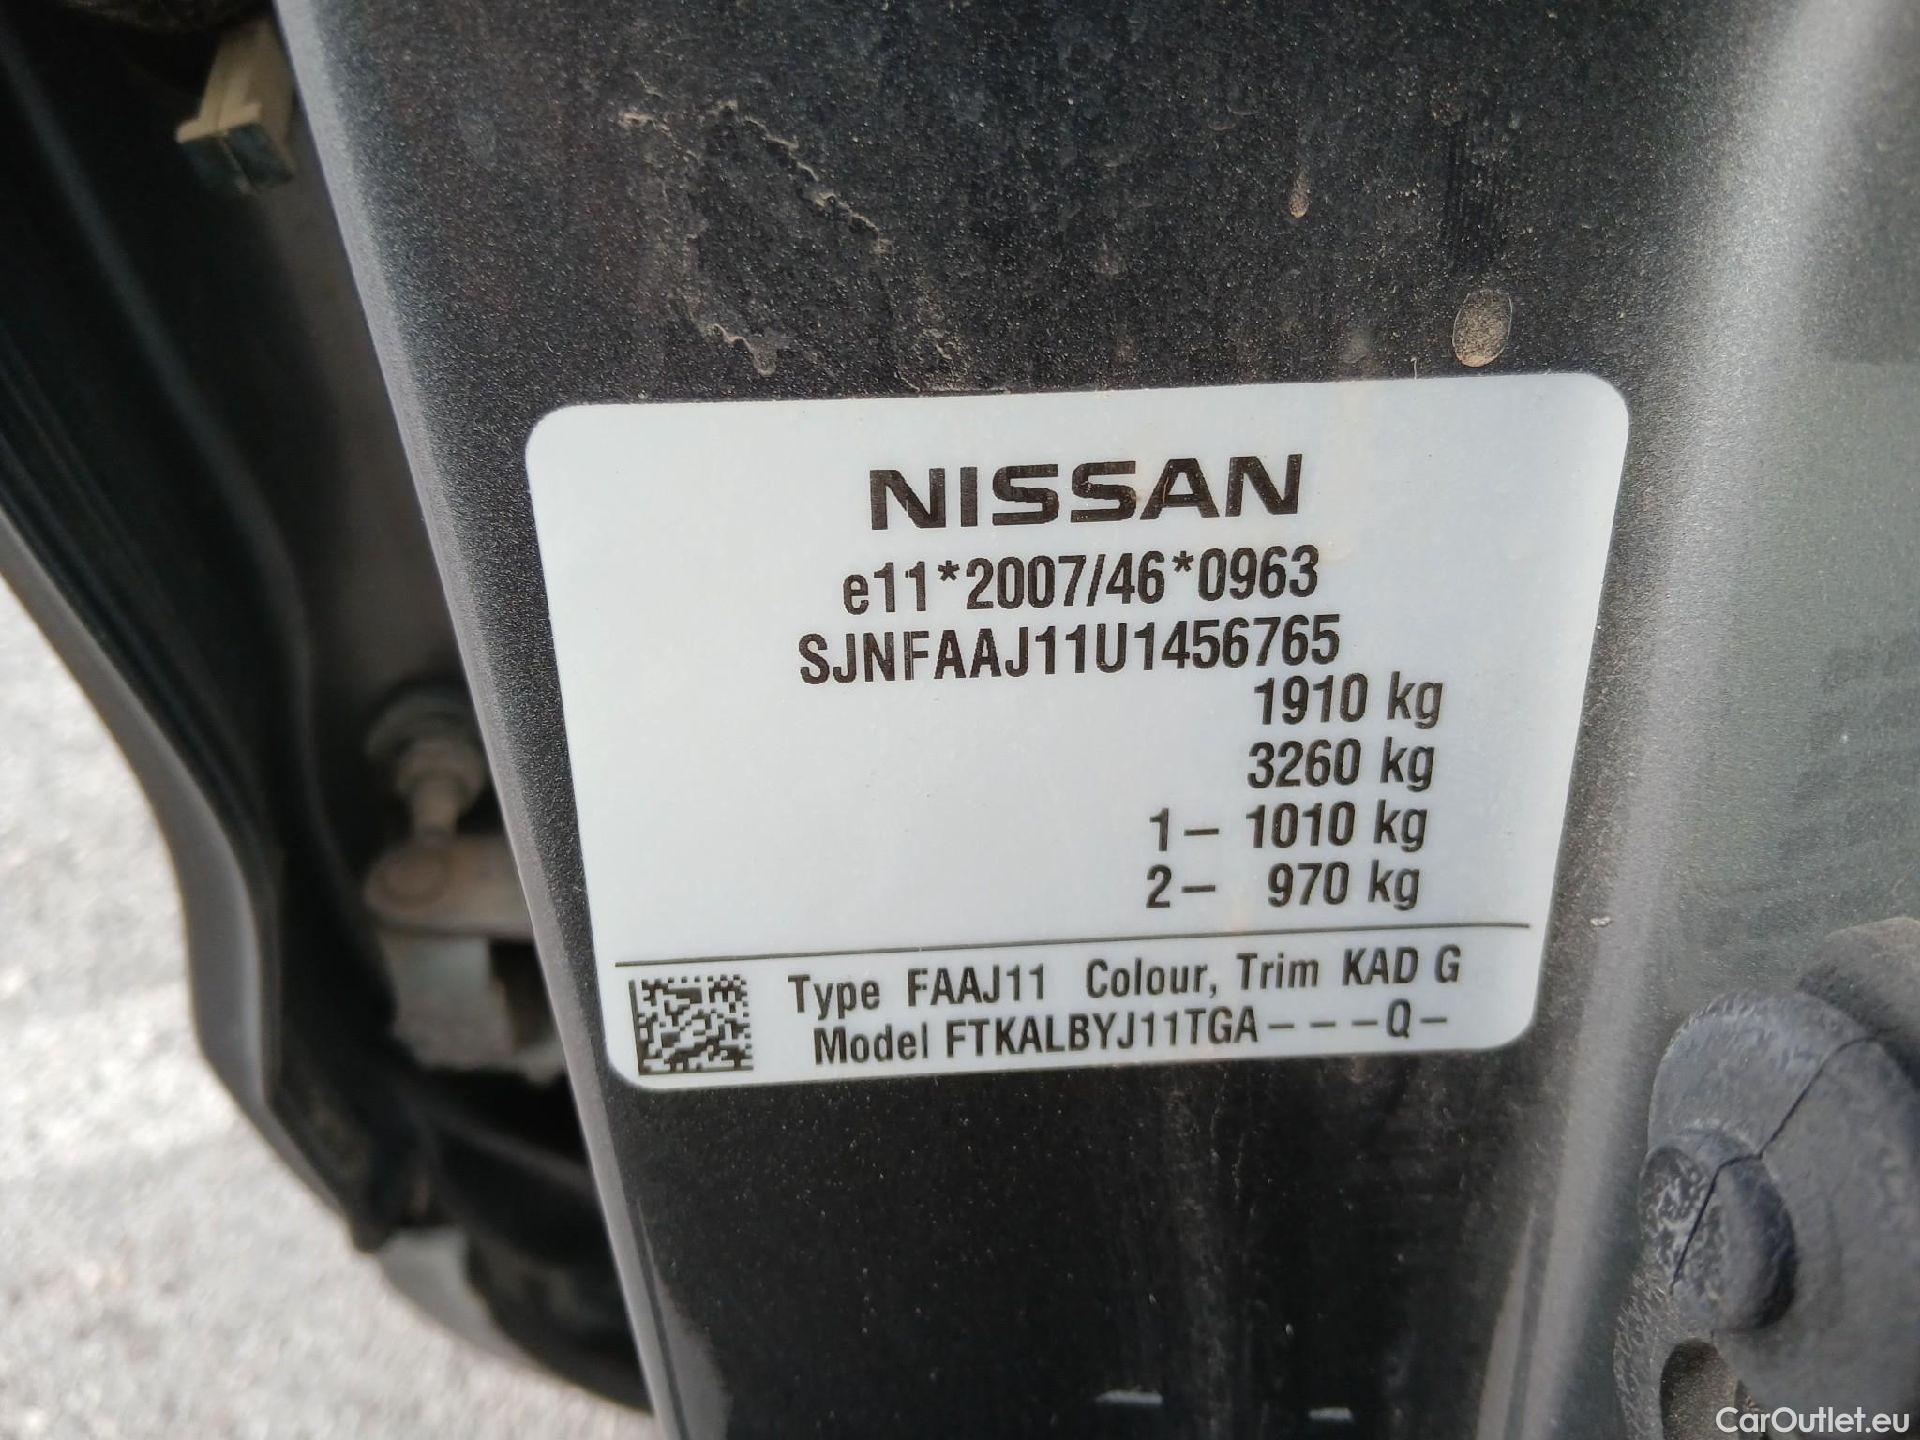 NISSAN
e11*2007/46*0963
SJNFAAJ11U1456765
1910 kg
3260 kg
1– 1010 kg
2– 970 kg
Type FAAJ11 Colour, Trim KAD G
Model FTKALBYJ11TGA – – – Q –
CarOutlet.eu